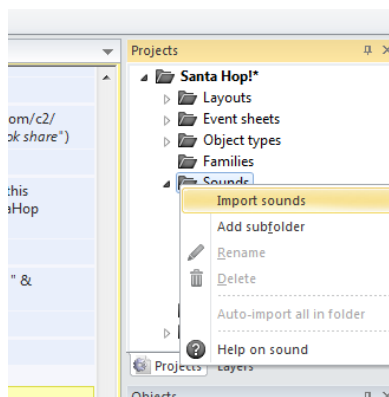 Projects
Santa Hop!*
Layouts
om/c2/
Event sheets
ok share")
Object types
Families
this
Sounds
aHop
Import sounds
Add subfolder
" &
Rename
Delete
Auto-import all in folder
Help on sound
Projects Layers
Objects